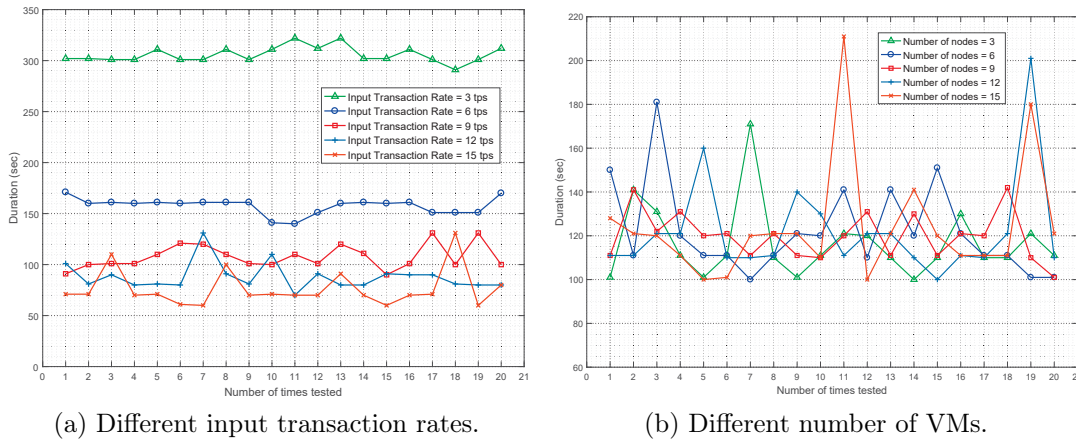 350
300
250
200
150
100
50
0
Duration (sec)
Input Transaction Rate = 3 tps
Input Transaction Rate = 6 tps
Input Transaction Rate = 9 tps
Input Transaction Rate = 12 tps
Input Transaction Rate = 15 tps
0 1 2 3 4 5 6 7 8 9 10 11 12 13 14 15 16 17 18 19 20 21
Number of times tested
(a) Different input transaction rates.
220
200
180
160
140
120
100
80
60
Duration (sec)
Number of nodes = 3
Number of nodes = 6
Number of nodes = 9
Number of nodes = 12
Number of nodes = 15
0 1 2 3 4 5 6 7 8 9 10 11 12 13 14 15 16 17 18 19 20 21
Number of times tested
(b) Different number of VMs.